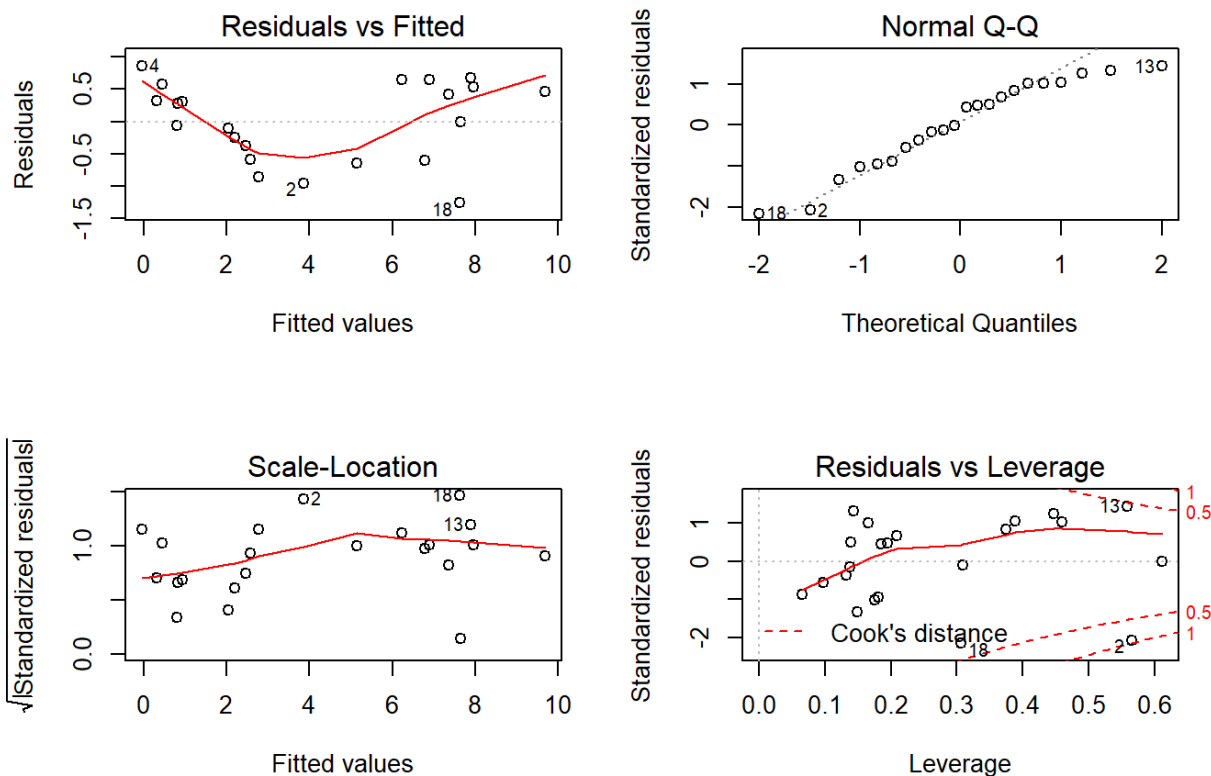 Residuals vs Fitted
Residuals
0.5
-0.5
-1.5
4
2
18
0 2 4 6 8 10
Fitted values
Normal Q-Q
Standardized residuals
1
0
-2
18
2
13
-2 -1 0 1 2
Theoretical Quantiles
Scale-Location
√|Standardized residuals|
1.0
0.0
2
18
13
0 2 4 6 8 10
Fitted values
Residuals vs Leverage
Standardized residuals
1
0
-2
13
18
2
1
0.5
0.5
1
Cook's distance
0.0 0.1 0.2 0.3 0.4 0.5 0.6
Leverage